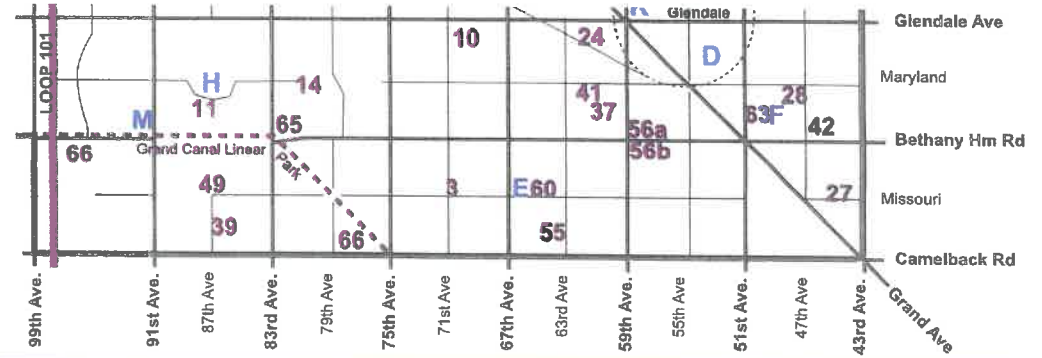 K Glendale
Glendale Ave
10
24
D
LOOP 101
H
14
Maryland
11
41
28
37
M
65
63F
42
56a
Bethany Hm Rd
66
Grand Canal Linear
Park
56b
49
3
E60
27
Missouri
39
66
55
Camelback Rd
99th Ave.
91st Ave.
87th Ave
83rd Ave.
79th Ave
75th Ave.
71st Ave
67th Ave.
63rd Ave
59th Ave.
55th Ave
51st Ave.
47th Ave
43rd Ave.
Grand Ave